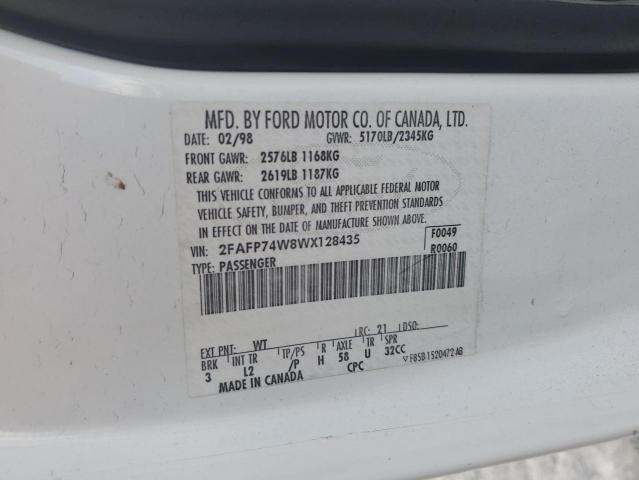 MFD. BY FORD MOTOR CO. OF CANADA, LTD.
DATE: 02/98 GVWR: 5170LB/2345KG
FRONT GAWR: 2576LB 1168KG
REAR GAWR: 2619LB 1187KG
THIS VEHICLE CONFORMS TO ALL APPLICABLE FEDERAL MOTOR
VEHICLE SAFETY, BUMPER, AND THEFT PREVENTION STANDARDS
IN EFFECT ON THE DATE OF MANUFACTURE SHOWN ABOVE.
VIN: 2FAFP74W8WX128435 F0049
TYPE: PASSENGER R0060
EXT PNT: WT RC: 21 DSO:
BRK INT TR TP/PS R AXLE TR SPR
3 L2 /P H 58 U 32CC
MADE IN CANADA CPC
F85B-1520472-AB